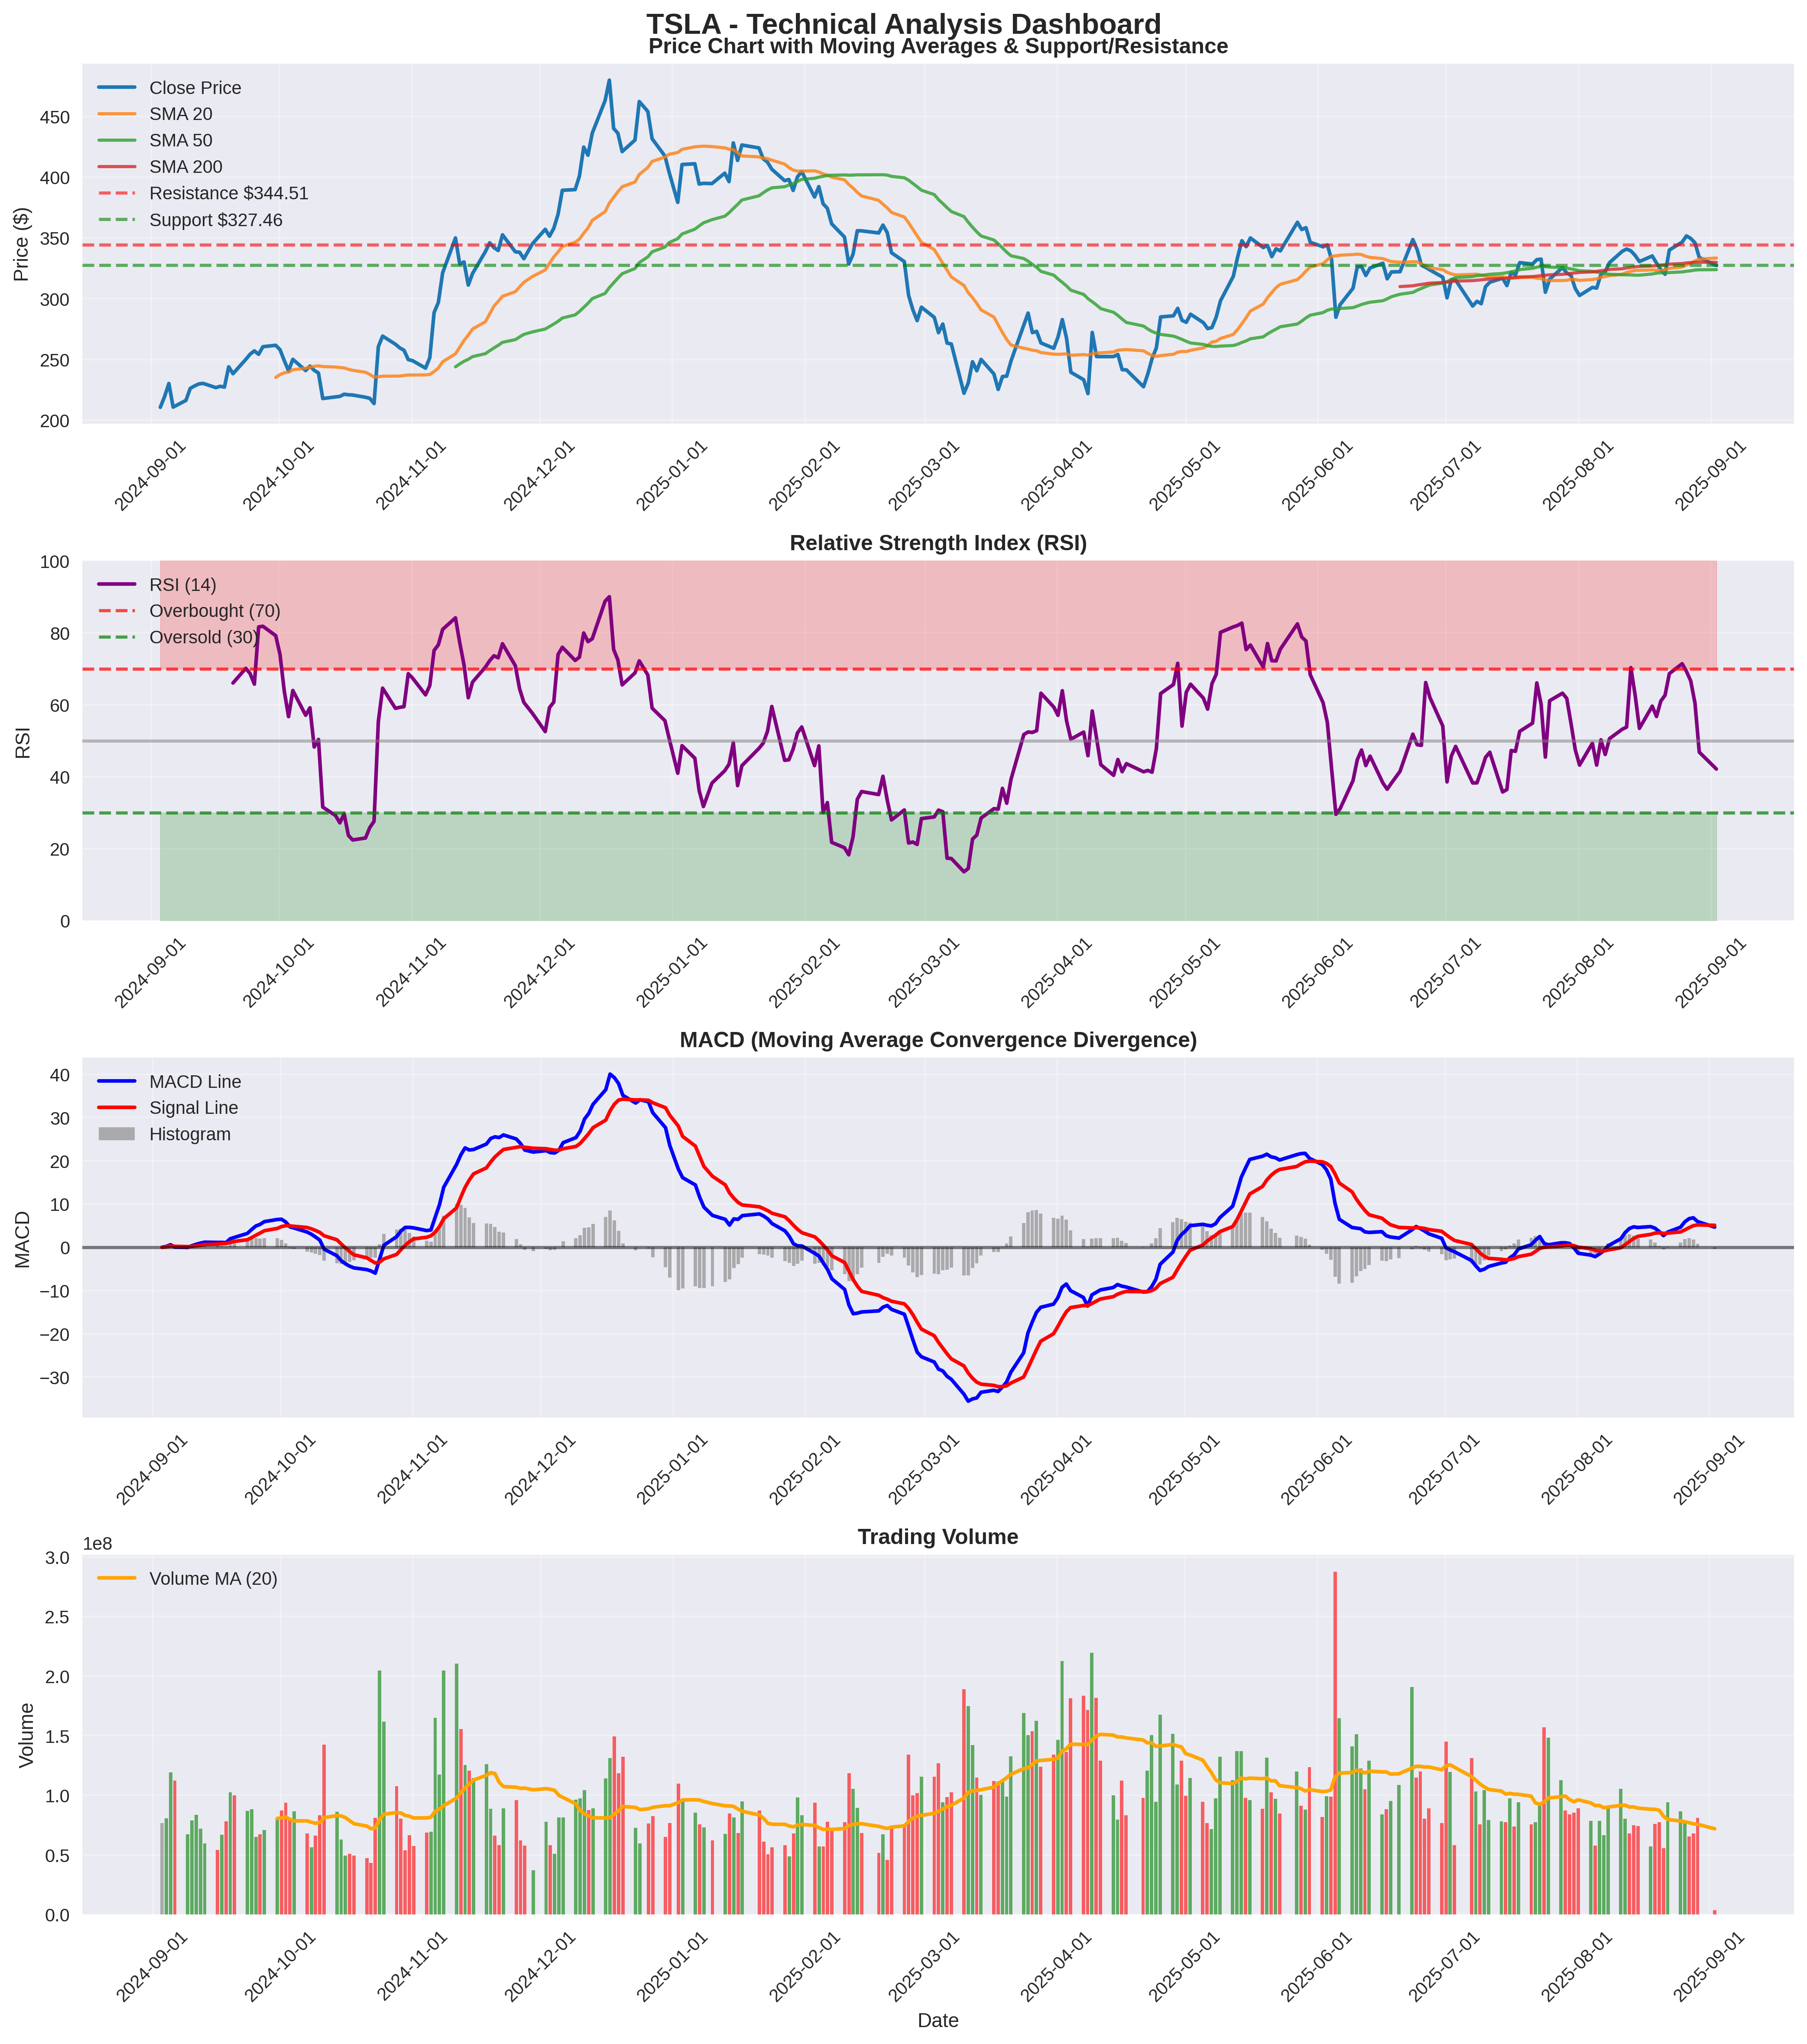 TSLA - Technical Analysis Dashboard
Price Chart with Moving Averages & Support/Resistance
Close Price
SMA 20
SMA 50
SMA 200
Resistance $344.51
Support $327.46
Price ($)
450
400
350
300
250
200
2024-09-01 2024-10-01 2024-11-01 2024-12-01 2025-01-01 2025-02-01 2025-03-01 2025-04-01 2025-05-01 2025-06-01 2025-07-01 2025-08-01 2025-09-01
Relative Strength Index (RSI)
RSI (14)
Overbought (70)
Oversold (30)
RSI
100
80
60
40
20
0
2024-09-01 2024-10-01 2024-11-01 2024-12-01 2025-01-01 2025-02-01 2025-03-01 2025-04-01 2025-05-01 2025-06-01 2025-07-01 2025-08-01 2025-09-01
MACD (Moving Average Convergence Divergence)
MACD Line
Signal Line
Histogram
MACD
40
30
20
10
0
−10
−20
−30
2024-09-01 2024-10-01 2024-11-01 2024-12-01 2025-01-01 2025-02-01 2025-03-01 2025-04-01 2025-05-01 2025-06-01 2025-07-01 2025-08-01 2025-09-01
Trading Volume
1e8
Volume MA (20)
Volume
3.0
2.5
2.0
1.5
1.0
0.5
0.0
2024-09-01 2024-10-01 2024-11-01 2024-12-01 2025-01-01 2025-02-01 2025-03-01 2025-04-01 2025-05-01 2025-06-01 2025-07-01 2025-08-01 2025-09-01
Date